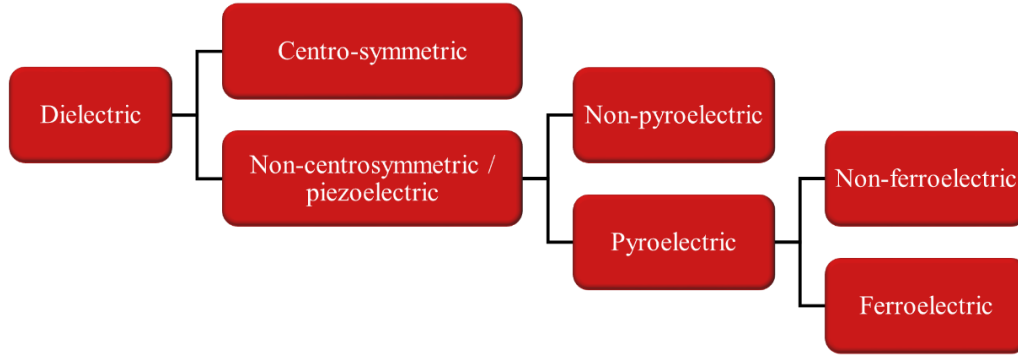 Dielectric
Centro-symmetric
Non-centrosymmetric /
piezoelectric
Non-pyroelectric
Pyroelectric
Non-ferroelectric
Ferroelectric